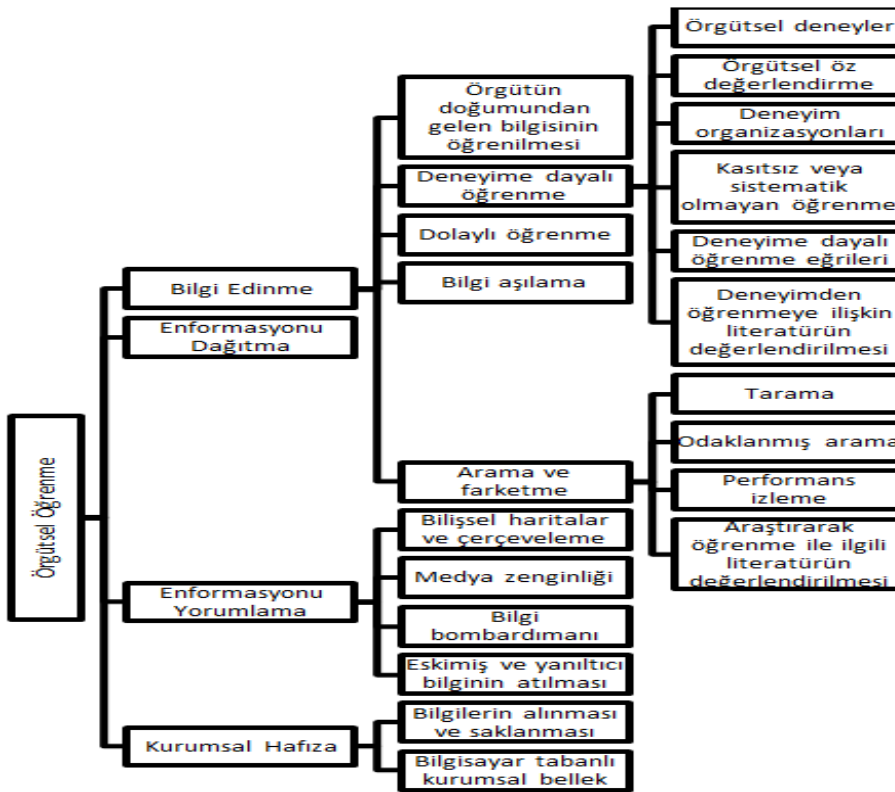 Örgütsel Öğrenme
Bilgi Edinme
Örgütün
doğumundan
gelen bilgisinin
öğrenilmesi
Deneyime dayalı
öğrenme
Örgütsel deneyler
Örgütsel öz
değerlendirme
Deneyim
organizasyonları
Kasıtsız veya
sistematik
olmayan öğrenme
Deneyime dayalı
öğrenme eğrileri
Deneyimden
öğrenmeye ilişkin
literatürün
değerlendirilmesi
Dolaylı öğrenme
Bilgi aşılama
Arama ve
farketme
Tarama
Odaklanmış arama
Performans
izleme
Araştırarak
öğrenme ile ilgili
literatürün
değerlendirilmesi
Enformasyonu
Dağıtma
Enformasyonu
Yorumlama
Bilişsel haritalar
ve çerçeveleme
Medya zenginliği
Bilgi
bombardımanı
Eskimiş ve yanıltıcı
bilginin atılması
Kurumsal Hafıza
Bilgilerin alınması
ve saklanması
Bilgisayar tabanlı
kurumsal bellek